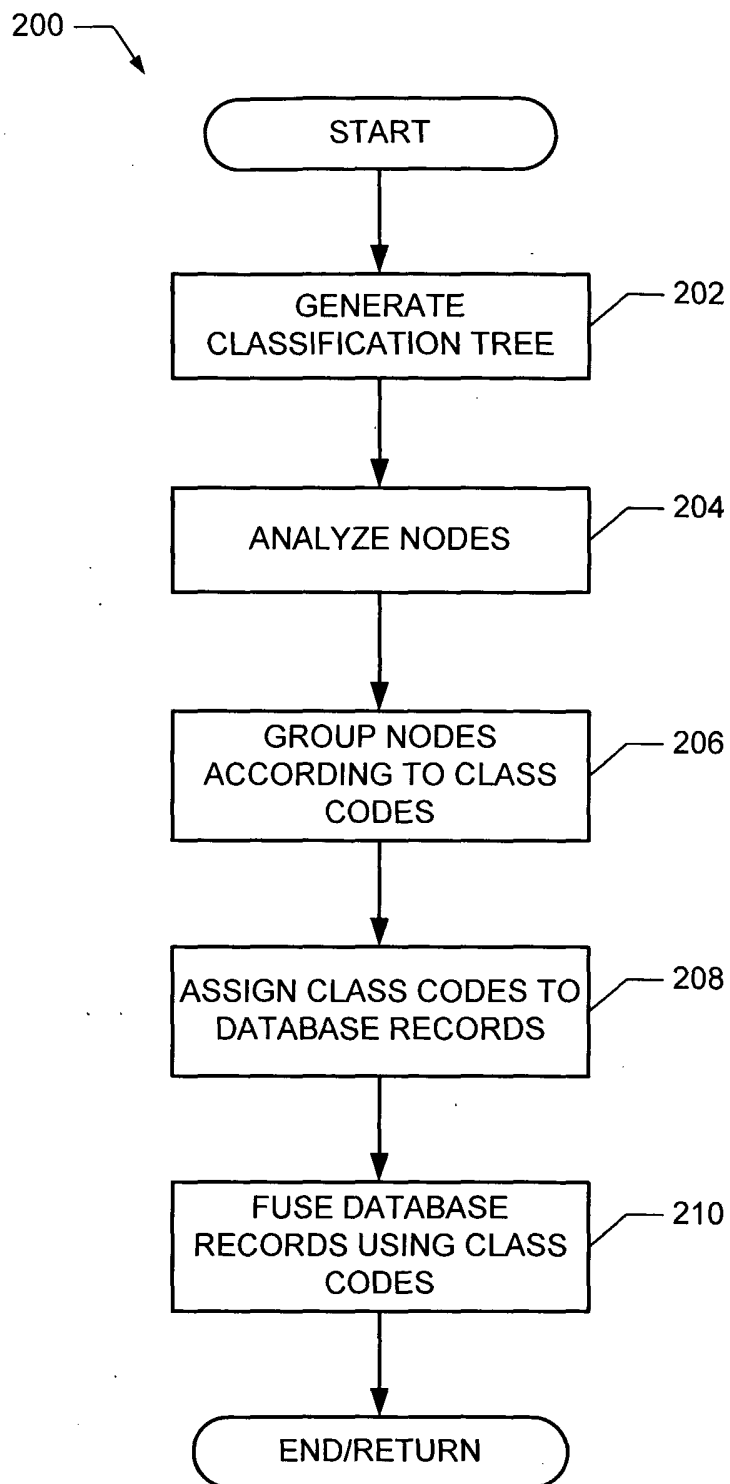 200
START
GENERATE
CLASSIFICATION TREE
202
ANALYZE NODES
204
GROUP NODES
ACCORDING TO CLASS
CODES
206
ASSIGN CLASS CODES TO
DATABASE RECORDS
208
FUSE DATABASE
RECORDS USING CLASS
CODES
210
END/RETURN